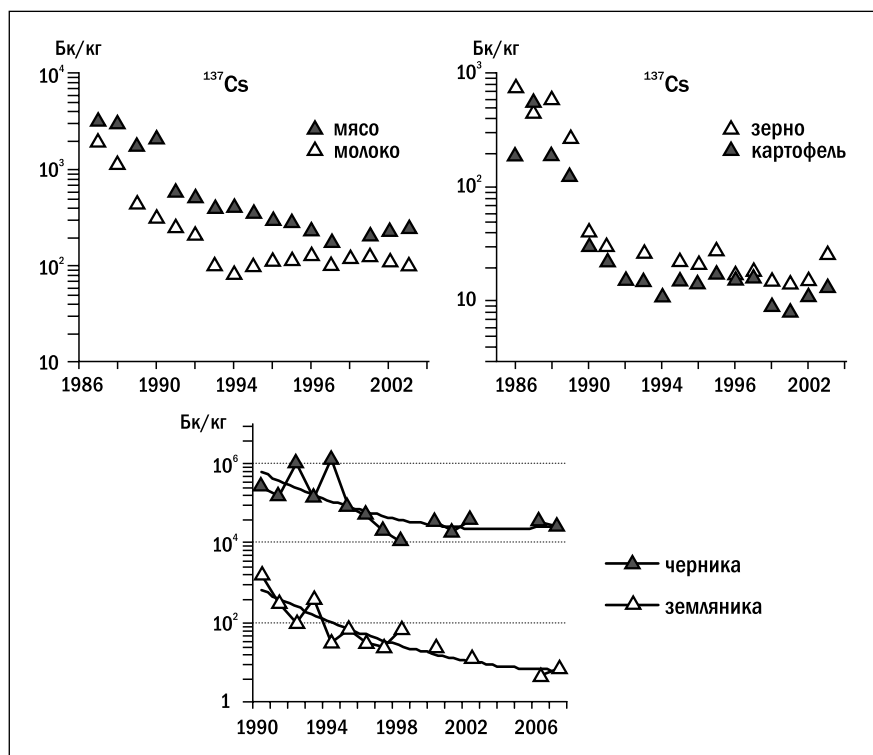 Бк/кг
10⁴
10³
10²
10
¹³⁷Cs
мясо
молоко
1986 1990 1994 1996 2002
Бк/кг
10³
10²
10
¹³⁷Cs
зерно
картофель
1986 1990 1994 1996 2002
Бк/кг
10⁶
10⁴
10²
1
1990 1994 1998 2002 2006
черника
земляника